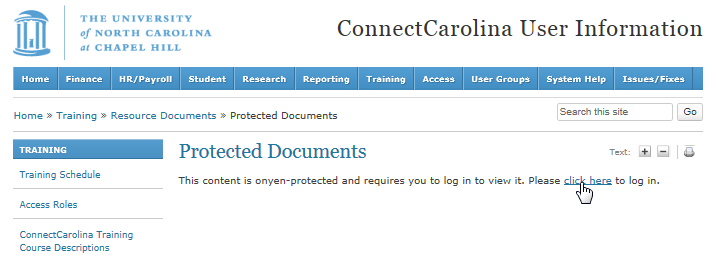 THE UNIVERSITY
of NORTH CAROLINA
at CHAPEL HILL
ConnectCarolina User Information
Home Finance HR/Payroll Student Research Reporting Training Access User Groups System Help Issues/Fixes
Home » Training » Resource Documents » Protected Documents
Search this site Go
TRAINING
Training Schedule
Access Roles
ConnectCarolina Training
Course Descriptions
Protected Documents
Text: + −
This content is onyen-protected and requires you to log in to view it. Please click here to log in.